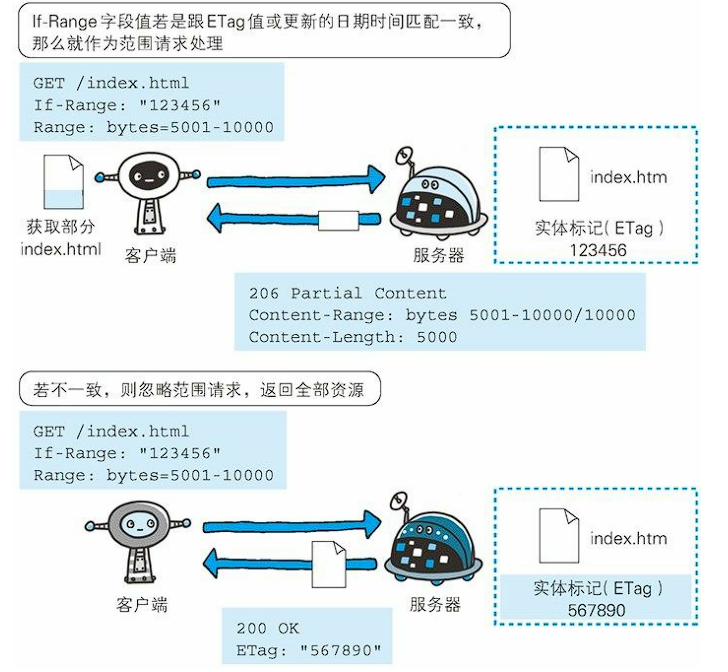 If-Range 字段值若是跟ETag值或更新的日期时间匹配一致，
那么就作为范围请求处理
GET /index.html
If-Range: "123456"
Range: bytes=5001-10000
获取部分
index.html
客户端
服务器
index.htm
实体标记（ETag）
123456
206 Partial Content
Content-Range: bytes 5001-10000/10000
Content-Length: 5000
若不一致，则忽略范围请求，返回全部资源
GET /index.html
If-Range: "123456"
Range: bytes=5001-10000
客户端
服务器
index.htm
实体标记（ETag）
567890
200 OK
ETag: "567890"